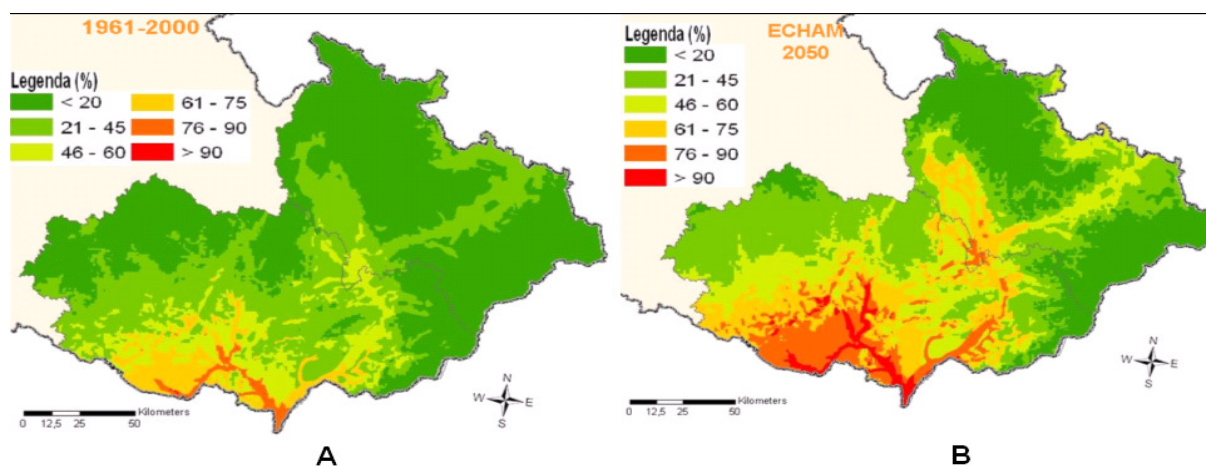 1961-2000
Legenda (%)
< 20
21 - 45
46 - 60
61 - 75
76 - 90
> 90
0 12,5 25 50
Kilometers
N
W E
S
A
ECHAM
2050
Legenda (%)
< 20
21 - 45
46 - 60
61 - 75
76 - 90
> 90
0 12,5 25 50
Kilometers
N
W E
S
B